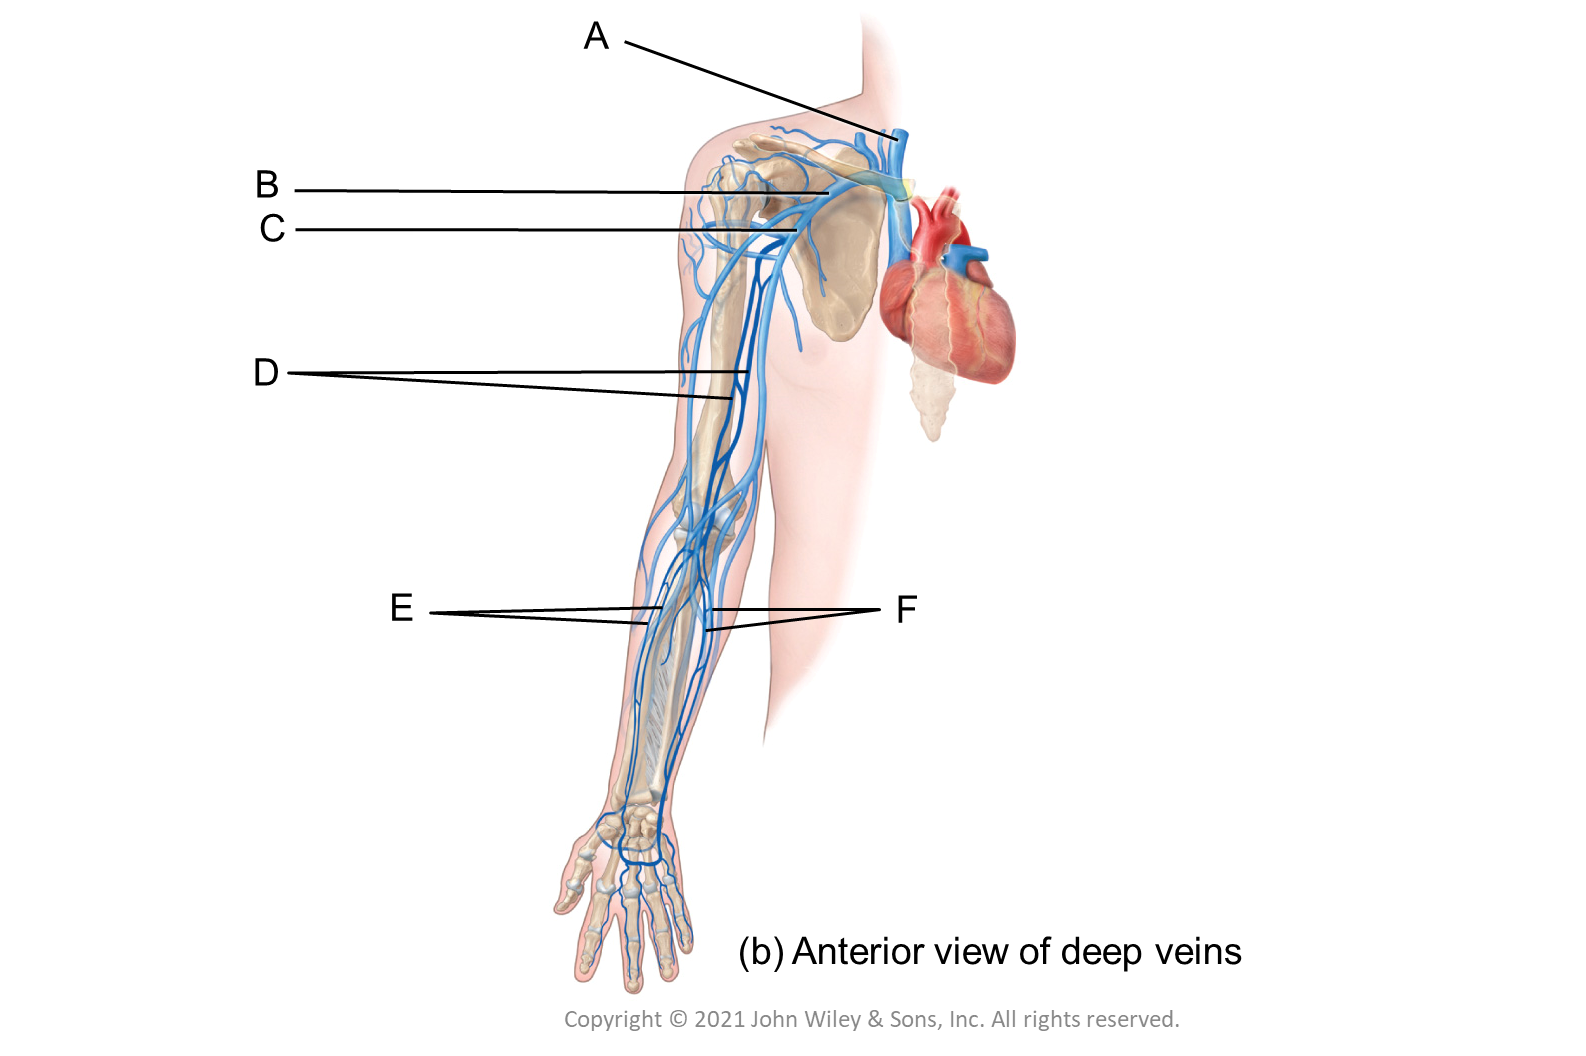 A
B
C
D
E
F
(b) Anterior view of deep veins
Copyright © 2021 John Wiley & Sons, Inc. All rights reserved.